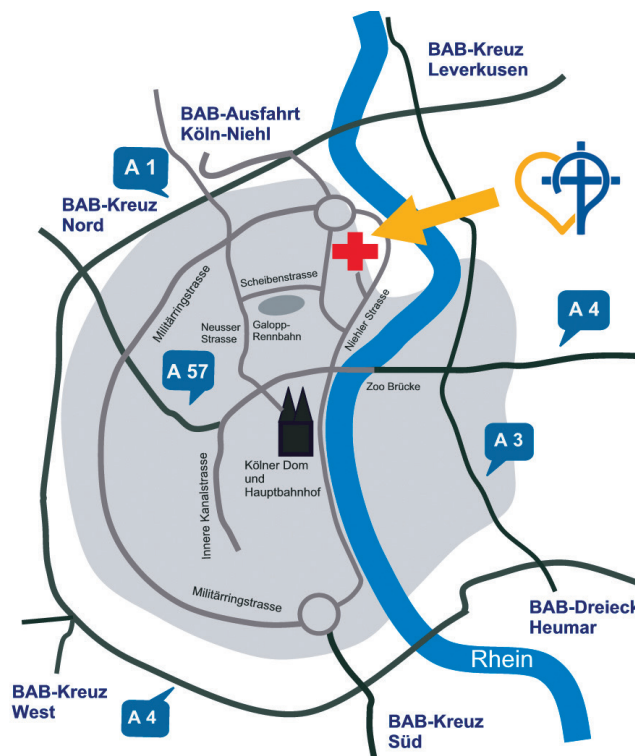 BAB-Kreuz
Leverkusen
BAB-Ausfahrt
Köln-Niehl
A 1
BAB-Kreuz
Nord
Scheibenstrasse
Militärringstrasse
Neusser
Strasse
Galopp-
Rennbahn
Niehler Strasse
A 4
A 57
Zoo Brücke
A 3
Kölner Dom
und
Hauptbahnhof
Innere Kanalstrasse
Militärringstrasse
BAB-Dreieck
Heumar
Rhein
BAB-Kreuz
West
A 4
BAB-Kreuz
Süd